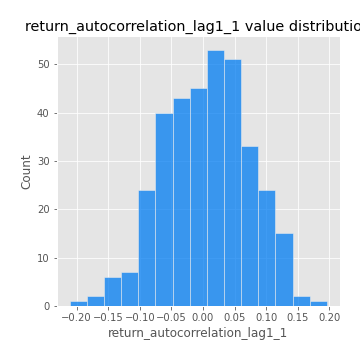 return_autocorrelation_lag1_1 value distributio
50
40
30
20
10
0
Count
−0.20 −0.15 −0.10 −0.05 0.00 0.05 0.10 0.15 0.20
return_autocorrelation_lag1_1